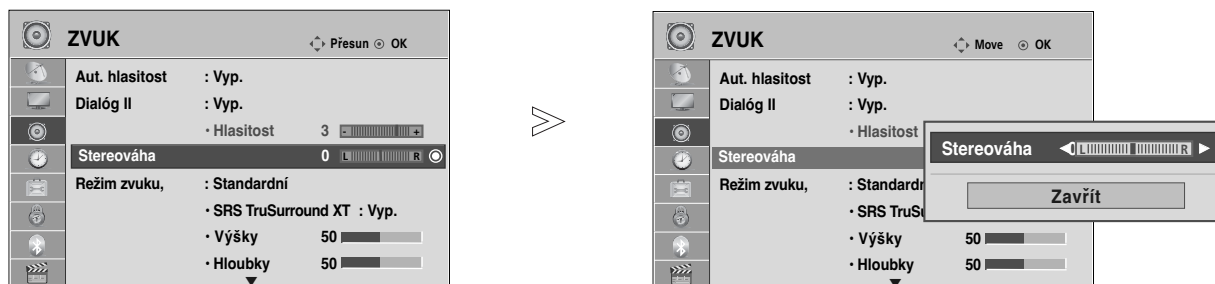 ZVUK Přesun OK
Aut. hlasitost : Vyp.
Dialóg II : Vyp.
• Hlasitost 3 - +
Stereováha 0 L R
Režim zvuku, : Standardní
• SRS TruSurround XT : Vyp.
• Výšky 50
• Hloubky 50
ZVUK Move OK
Aut. hlasitost : Vyp.
Dialóg II : Vyp.
• Hlasitost
Stereováha
Režim zvuku, : Standardn
• SRS TruSu
• Výšky 50
• Hloubky 50
Stereováha L R
Zavřít